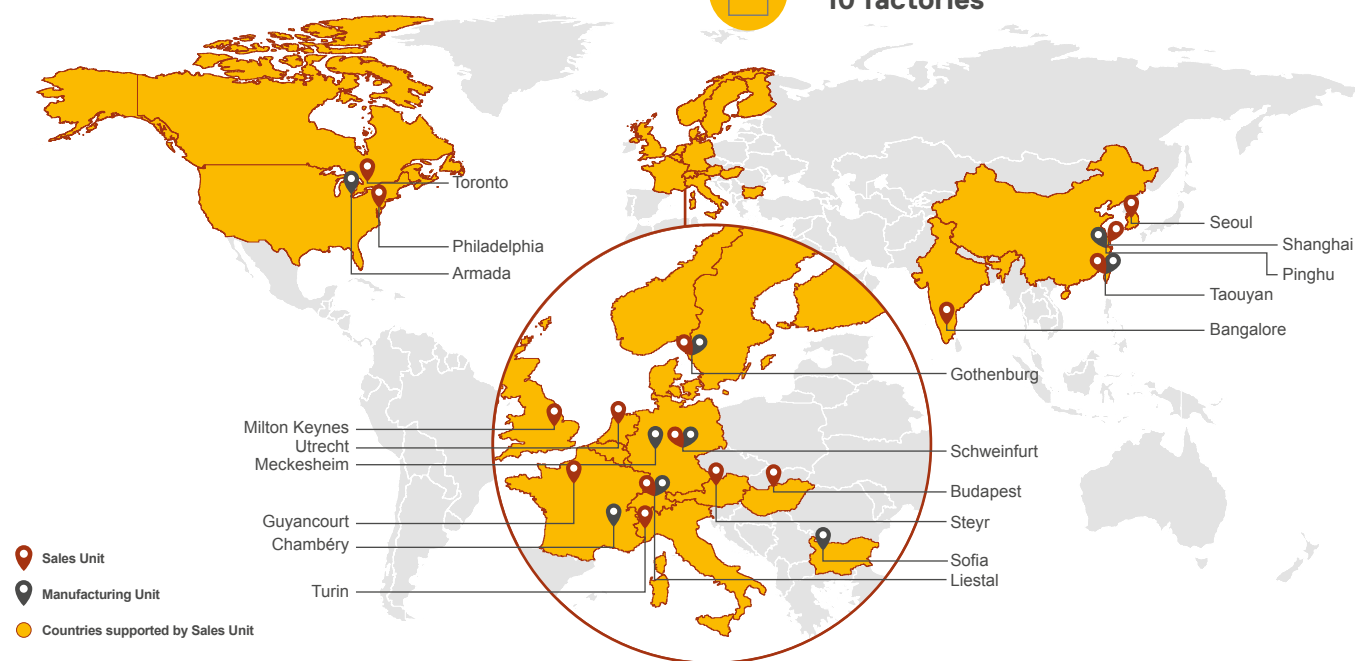 10 factories
Toronto
Philadelphia
Armada
Seoul
Shanghai
Pinghu
Taouyan
Bangalore
Gothenburg
Milton Keynes
Utrecht
Meckesheim
Schweinfurt
Budapest
Guyancourt
Steyr
Chambéry
Sofia
Liestal
Turin
Sales Unit
Manufacturing Unit
Countries supported by Sales Unit